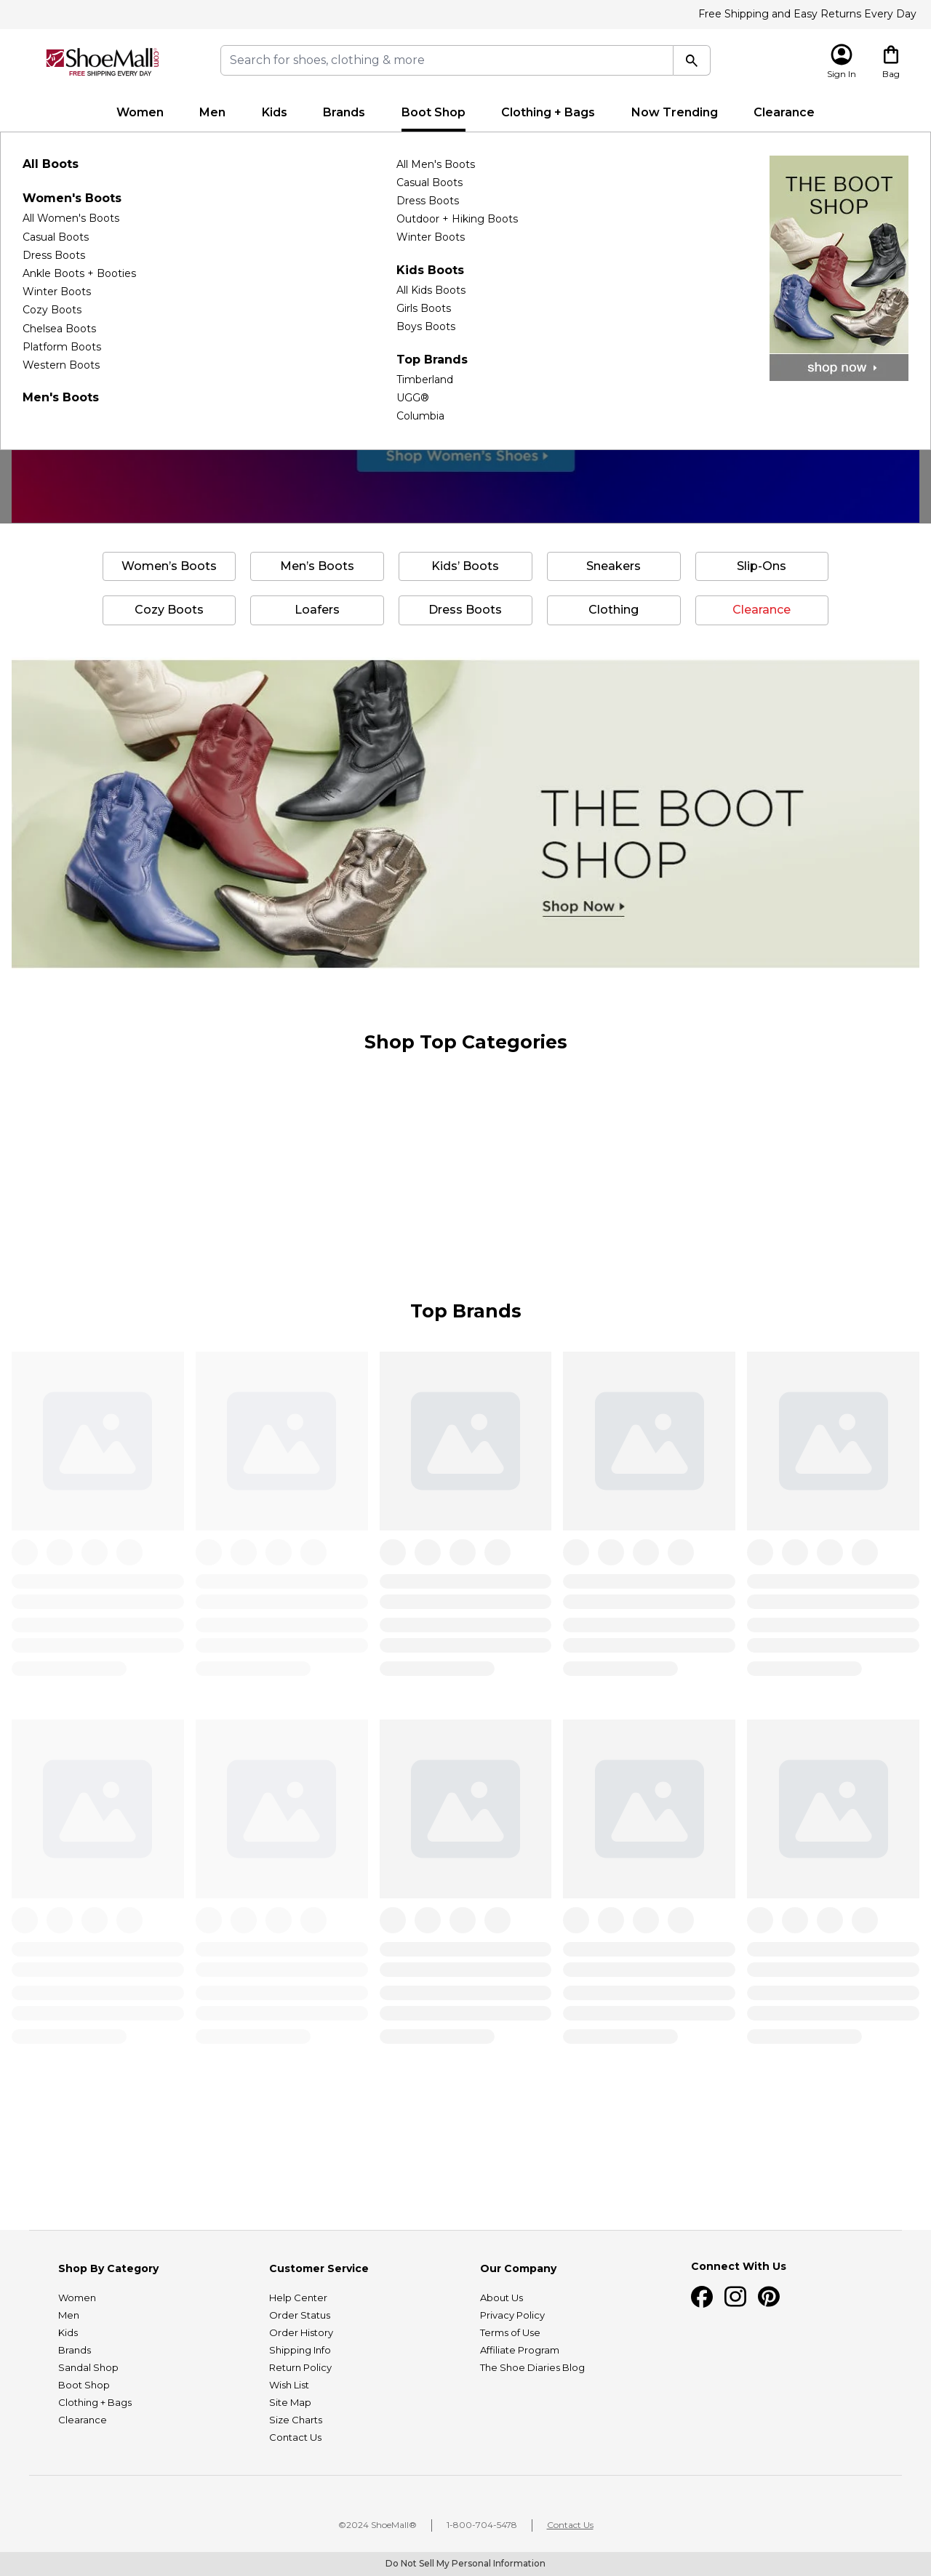 Free Shipping and Easy Returns Every Day
ShoeMall.com
FREE SHIPPING EVERY DAY
Search for shoes, clothing & more
Sign In
Bag
Women
Men
Kids
Brands
Boot Shop
Clothing + Bags
Now Trending
Clearance
All Boots
Women's Boots
All Women's Boots
Casual Boots
Dress Boots
Ankle Boots + Booties
Winter Boots
Cozy Boots
Chelsea Boots
Platform Boots
Western Boots
Men's Boots
All Men's Boots
Casual Boots
Dress Boots
Outdoor + Hiking Boots
Winter Boots
Kids Boots
All Kids Boots
Girls Boots
Boys Boots
Top Brands
Timberland
UGG®
Columbia
THE BOOT
SHOP
shop now
Shop Women's Shoes
Women’s Boots
Men’s Boots
Kids’ Boots
Sneakers
Slip-Ons
Cozy Boots
Loafers
Dress Boots
Clothing
Clearance
THE BOOT
SHOP
Shop Now
Shop Top Categories
Top Brands
Shop By Category
Women
Men
Kids
Brands
Sandal Shop
Boot Shop
Clothing + Bags
Clearance
Customer Service
Help Center
Order Status
Order History
Shipping Info
Return Policy
Wish List
Site Map
Size Charts
Contact Us
Our Company
About Us
Privacy Policy
Terms of Use
Affiliate Program
The Shoe Diaries Blog
Connect With Us
©2024 ShoeMall®
1-800-704-5478
Contact Us
Do Not Sell My Personal Information